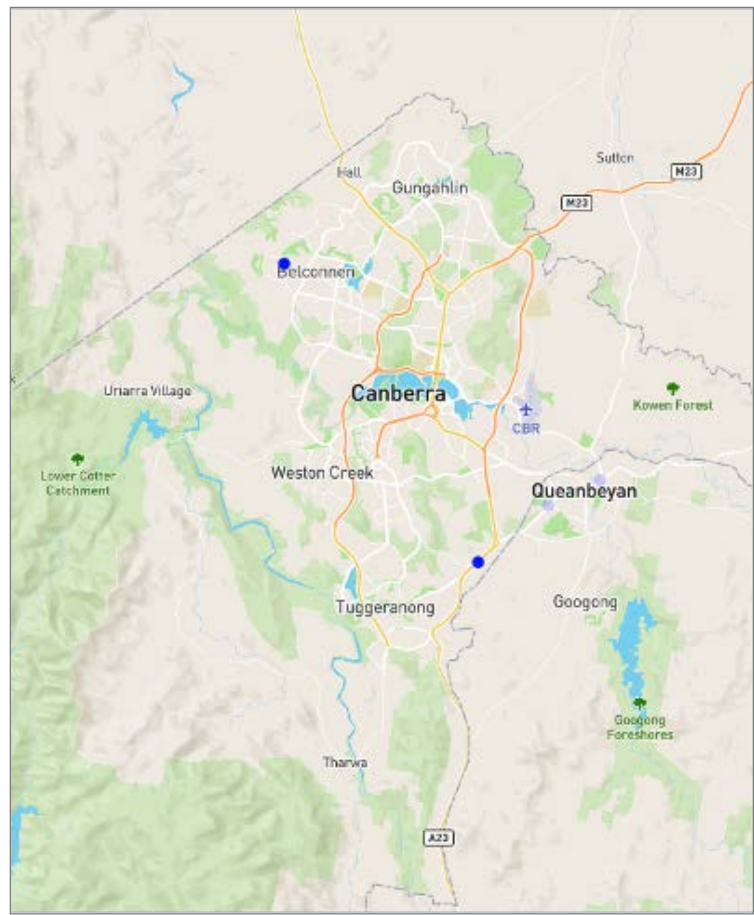 Hall
Sutton
M23
Gungahlin
M23
Belconnen
Uriarra Village
Canberra
Kowen Forest
CBR
Lower Cotter
Catchment
Weston Creek
Queanbeyan
Tuggeranong
Googong
Googong
Foreshores
Tharwa
A23